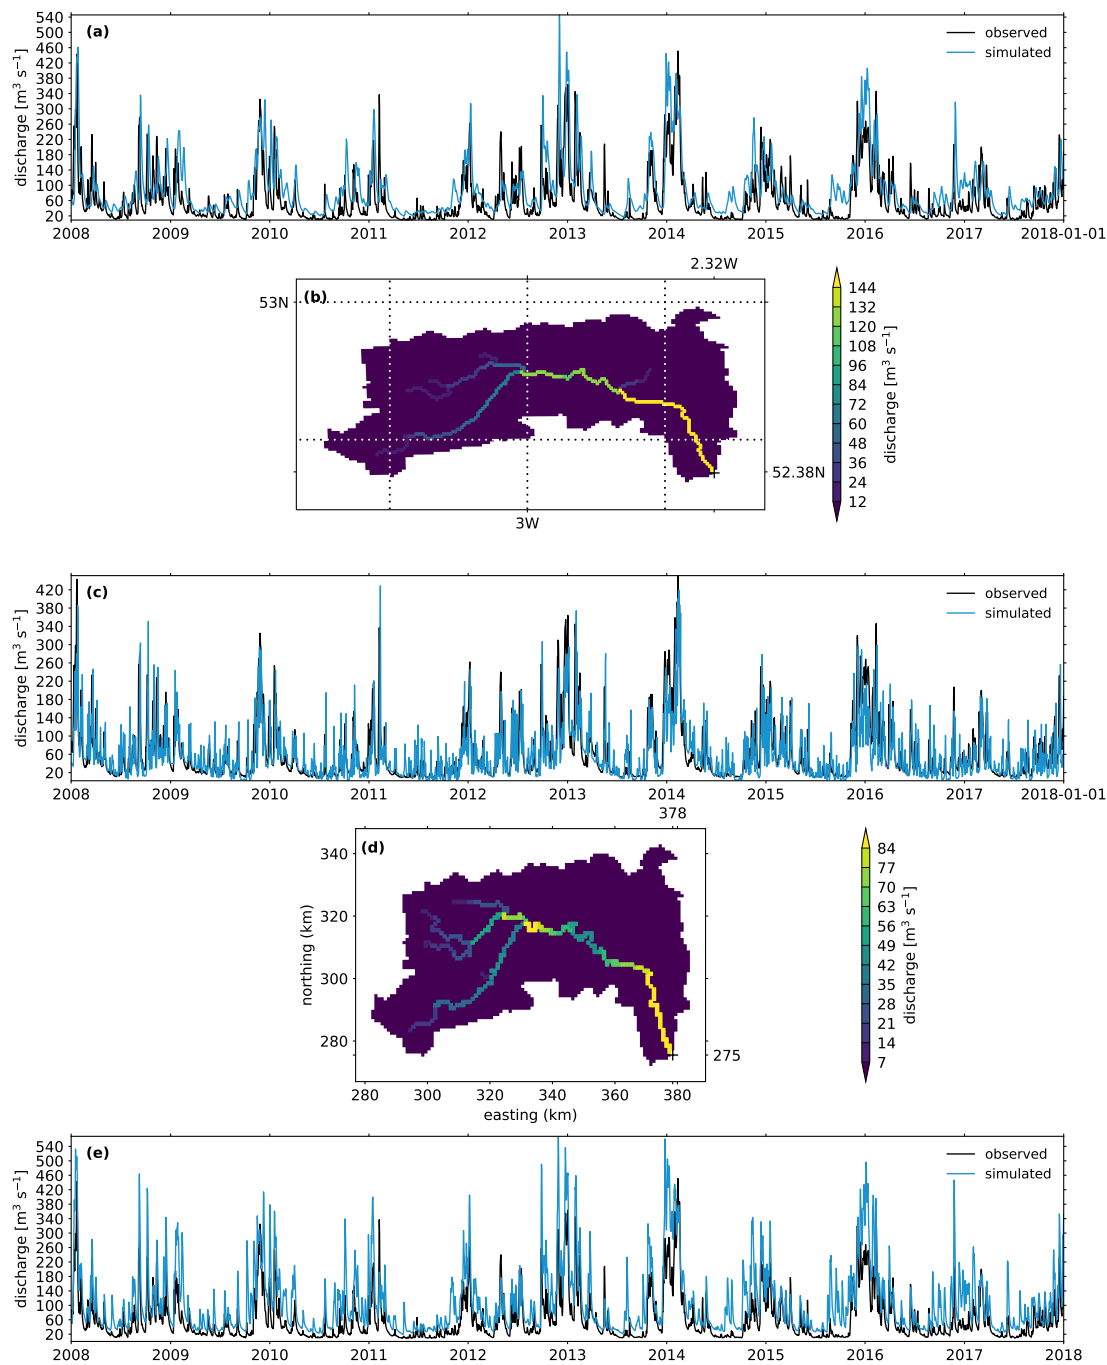 (a)
observed
simulated
discharge [m³ s⁻¹]
540
500
460
420
380
340
300
260
220
180
140
100
60
20
2008 2009 2010 2011 2012 2013 2014 2015 2016 2017 2018-01-01
2.32W
(b)
53N
52.38N
3W
144
132
120
108
96
84
72
60
48
36
24
12
discharge [m³ s⁻¹]
(c)
observed
simulated
discharge [m³ s⁻¹]
420
380
340
300
260
220
180
140
100
60
20
2008 2009 2010 2011 2012 2013 2014 2015 2016 2017 2018-01-01
378
(d)
340
320
300
280
northing (km)
275
280 300 320 340 360 380
easting (km)
84
77
70
63
56
49
42
35
28
21
14
7
discharge [m³ s⁻¹]
(e)
observed
simulated
discharge [m³ s⁻¹]
540
500
460
420
380
340
300
260
220
180
140
100
60
20
2008 2009 2010 2011 2012 2013 2014 2015 2016 2017 2018